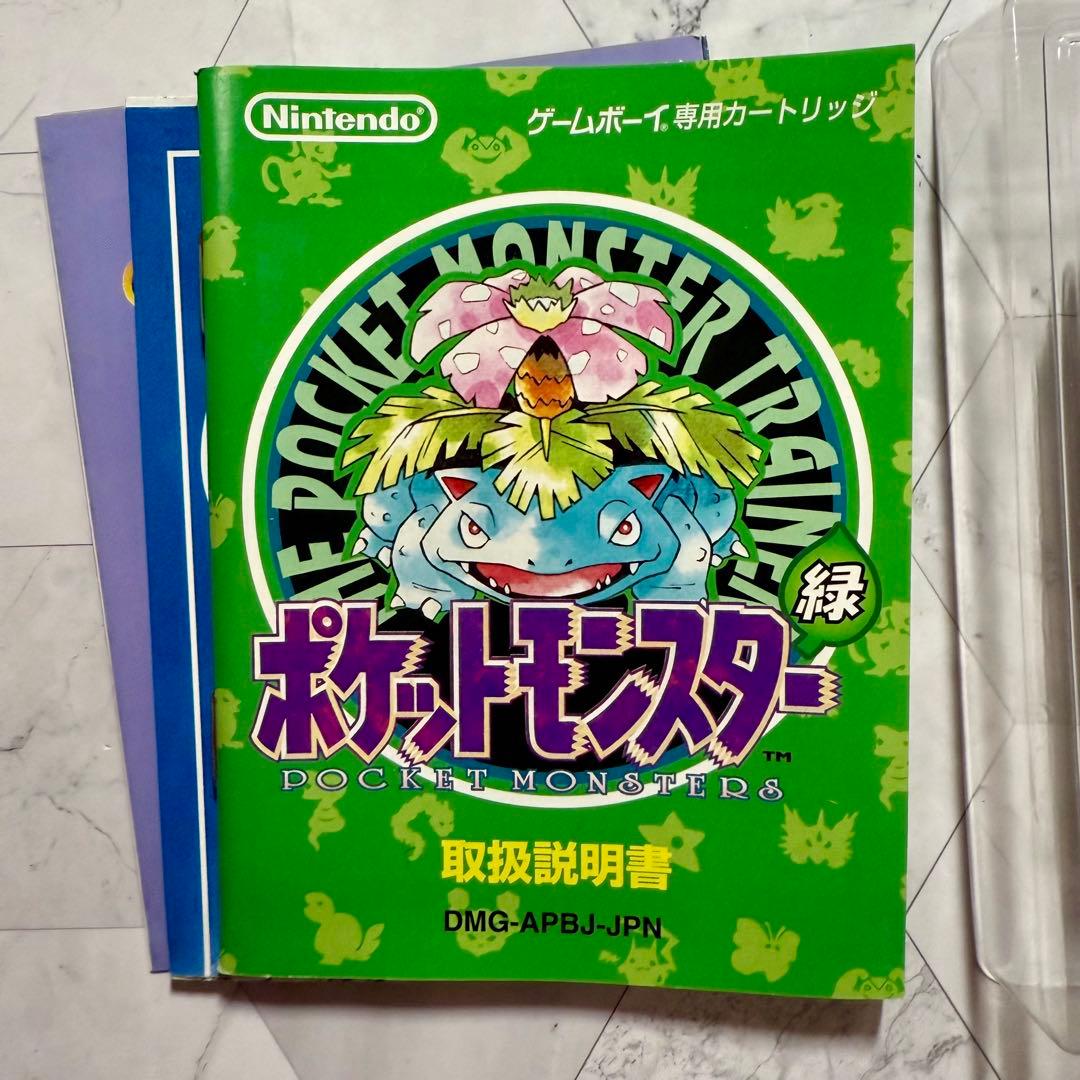 Nintendo®
ゲームボーイ®専用カートリッジ
THE POCKET MONSTER TRAINER
緑
ポケットモンスター
TM
POCKET MONSTERS
取扱説明書
DMG-APBJ-JPN